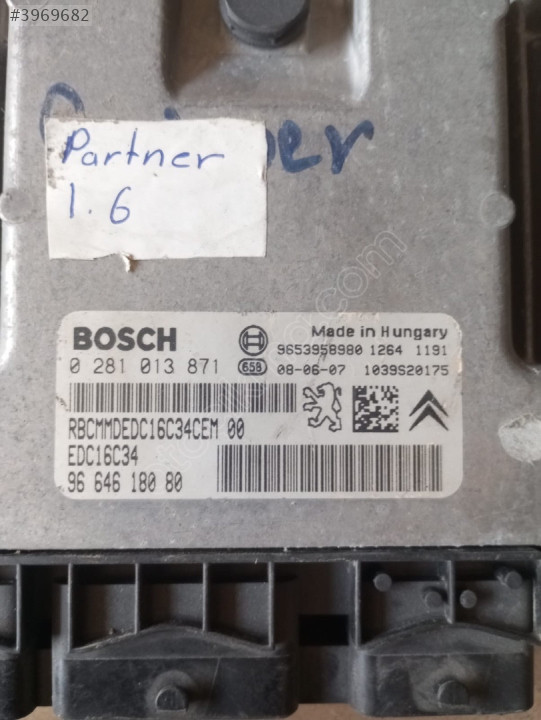 #3969682
Partner
1.6
BOSCH
Made in Hungary
9653958980 1264 1191
0 281 013 871
658
08-06-07 1039S20175
RBCMMDEDC16C34CEM 00
EDC16C34
96 646 180 80